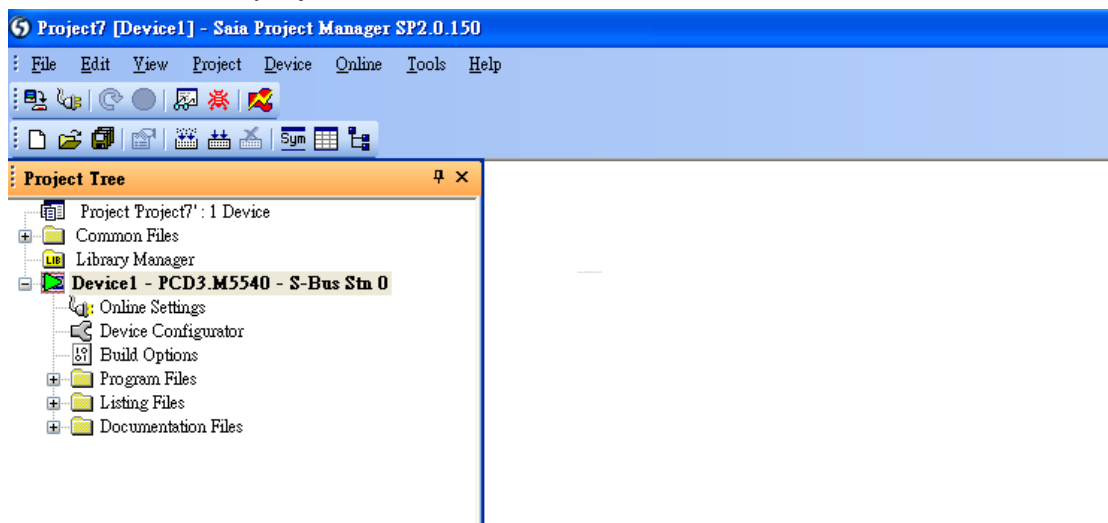 Project7 [Device1] - Saia Project Manager SP2.0.150
File Edit View Project Device Online Tools Help
Sym
Project Tree
Project 'Project7' : 1 Device
Common Files
LIB Library Manager
Device1 - PCD3.M5540 - S-Bus Stn 0
Online Settings
Device Configurator
Build Options
Program Files
Listing Files
Documentation Files